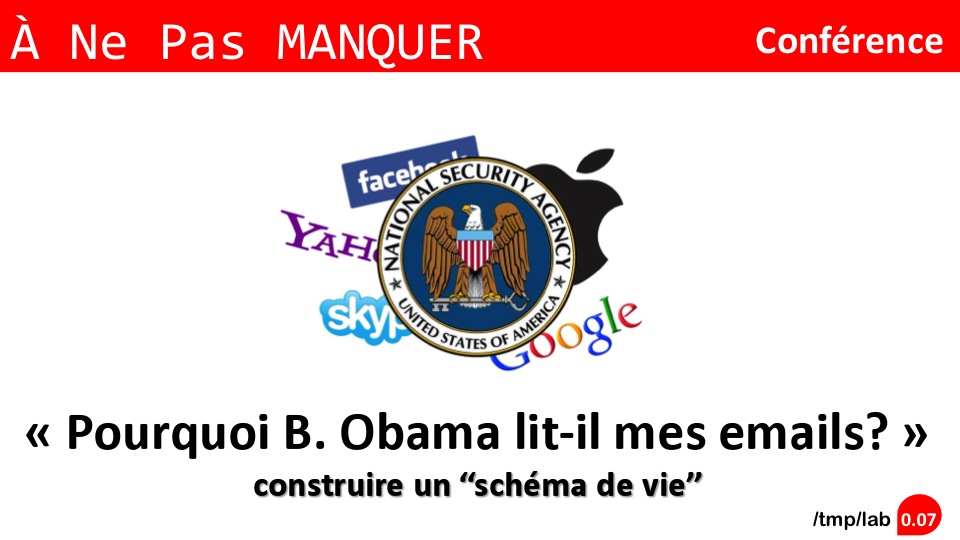 À Ne Pas MANQUER
Conférence
facebook
YAHO
NATIONAL SECURITY AGENCY
UNITED STATES OF AMERICA
skyp
Google
« Pourquoi B. Obama lit-il mes emails? »
construire un “schéma de vie”
/tmp/lab 0.07